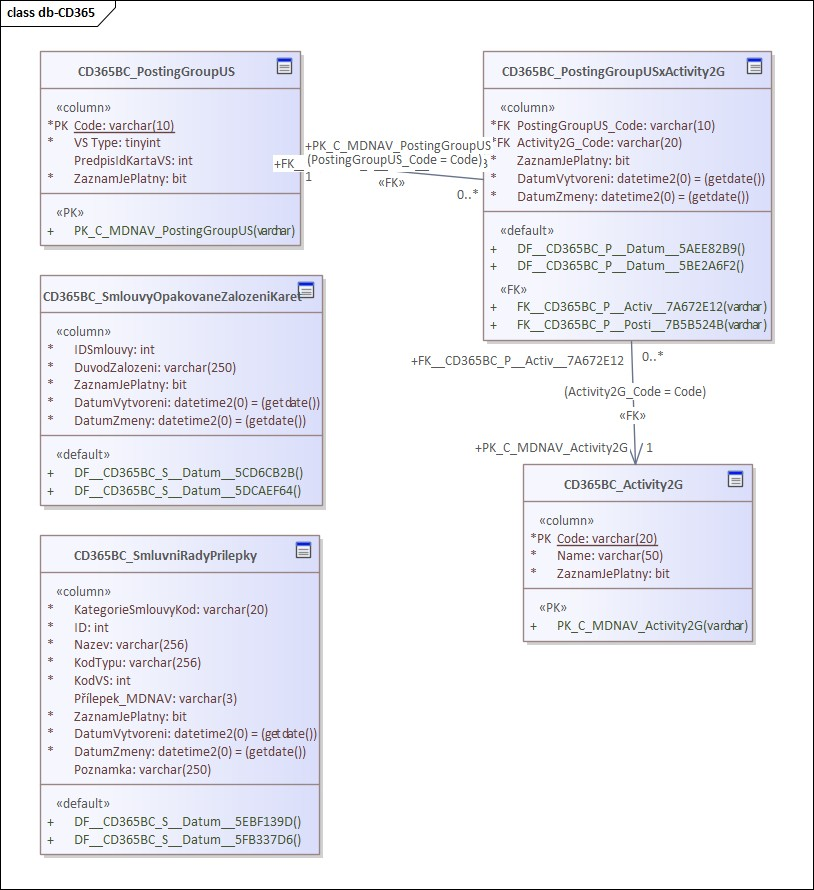 class db-CD365
CD365BC_PostingGroupUS
«column»
*PK Code: varchar(10)
* VS Type: tinyint
PredpisIdKartaVS: int
* ZaznamJePlatny: bit
«PK»
+ PK_C_MDNAV_PostingGroupUS(varchar)
+PK_C_MDNAV_PostingGroupUS
+FK_
(PostingGroupUS_Code = Code)
1
«FK»
0..*
CD365BC_PostingGroupUSxActivity2G
«column»
*FK PostingGroupUS_Code: varchar(10)
*FK Activity2G_Code: varchar(20)
* ZaznamJePlatny: bit
* DatumVytvoreni: datetime2(0) = (getdate())
* DatumZmeny: datetime2(0) = (getdate())
«default»
+ DF__CD365BC_P__Datum__5AEE82B9()
+ DF__CD365BC_P__Datum__5BE2A6F2()
«FK»
+ FK__CD365BC_P__Activ__7A672E12(varchar)
+ FK__CD365BC_P__Posti__7B5B524B(varchar)
CD365BC_SmlouvyOpakovaneZalozeniKaret
«column»
* IDSmlouvy: int
* DuvodZalozeni: varchar(250)
* ZaznamJePlatny: bit
* DatumVytvoreni: datetime2(0) = (getdate())
* DatumZmeny: datetime2(0) = (getdate())
«default»
+ DF__CD365BC_S__Datum__5CD6CB2B()
+ DF__CD365BC_S__Datum__5DCAEF64()
+FK__CD365BC_P__Activ__7A672E12
0..*
(Activity2G_Code = Code)
«FK»
+PK_C_MDNAV_Activity2G
1
CD365BC_Activity2G
«column»
*PK Code: varchar(20)
* Name: varchar(50)
* ZaznamJePlatny: bit
«PK»
+ PK_C_MDNAV_Activity2G(varchar)
CD365BC_SmluvniRadyPrilepky
«column»
* KategorieSmlouvyKod: varchar(20)
* ID: int
* Nazev: varchar(256)
* KodTypu: varchar(256)
* KodVS: int
Přílepek_MDNAV: varchar(3)
* ZaznamJePlatny: bit
* DatumVytvoreni: datetime2(0) = (getdate())
* DatumZmeny: datetime2(0) = (getdate())
Poznamka: varchar(250)
«default»
+ DF__CD365BC_S__Datum__5EBF139D()
+ DF__CD365BC_S__Datum__5FB337D6()